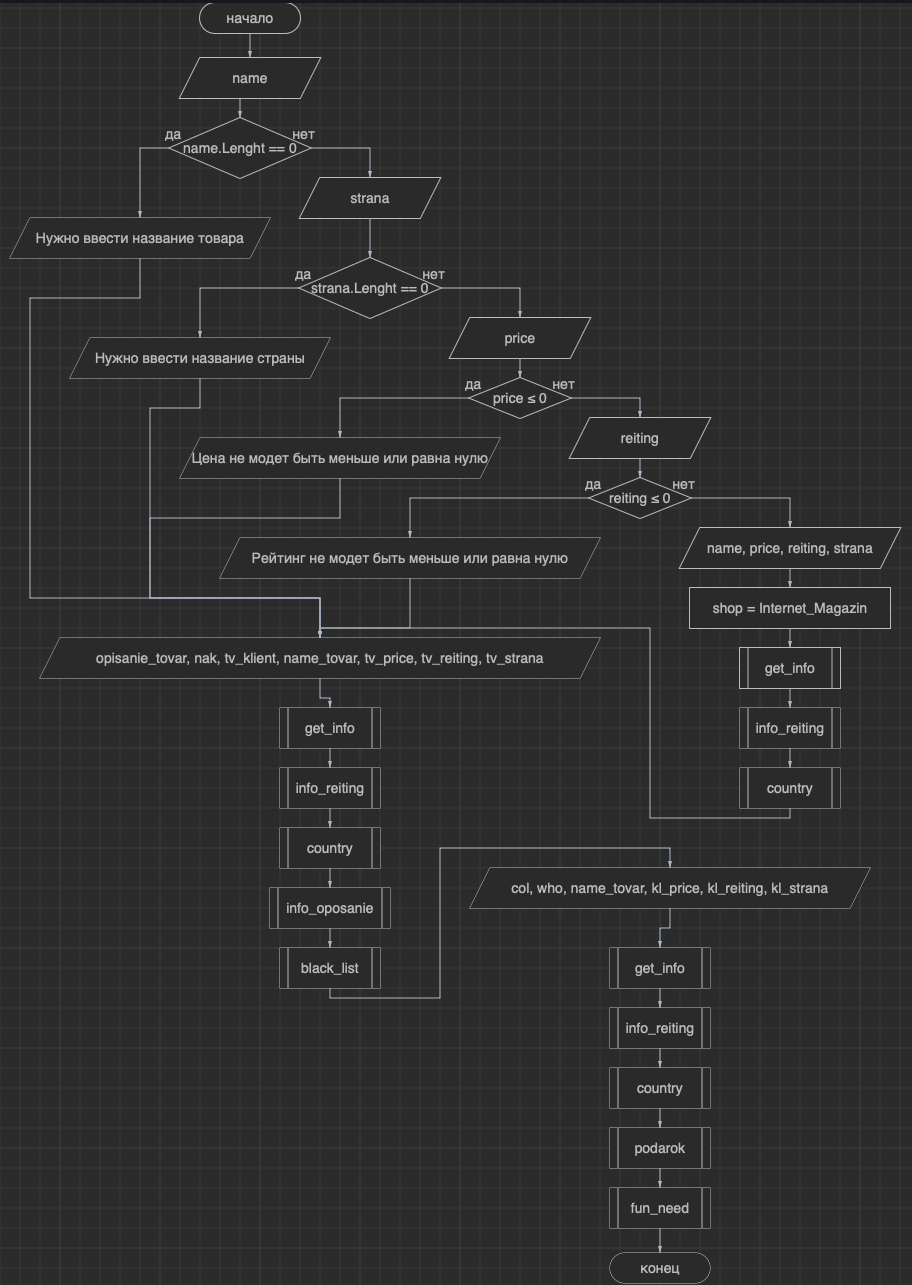 начало
name
да
нет
name.Lenght == 0
strana
Нужно ввести название товара
да
нет
strana.Lenght == 0
price
Нужно ввести название страны
да
нет
price ≤ 0
reiting
Цена не модет быть меньше или равна нулю
да
нет
reiting ≤ 0
name, price, reiting, strana
Рейтинг не модет быть меньше или равна нулю
shop = Internet_Magazin
opisanie_tovar, nak, tv_klient, name_tovar, tv_price, tv_reiting, tv_strana
get_info
get_info
info_reiting
info_reiting
country
country
col, who, name_tovar, kl_price, kl_reiting, kl_strana
info_oposanie
black_list
get_info
info_reiting
country
podarok
fun_need
конец